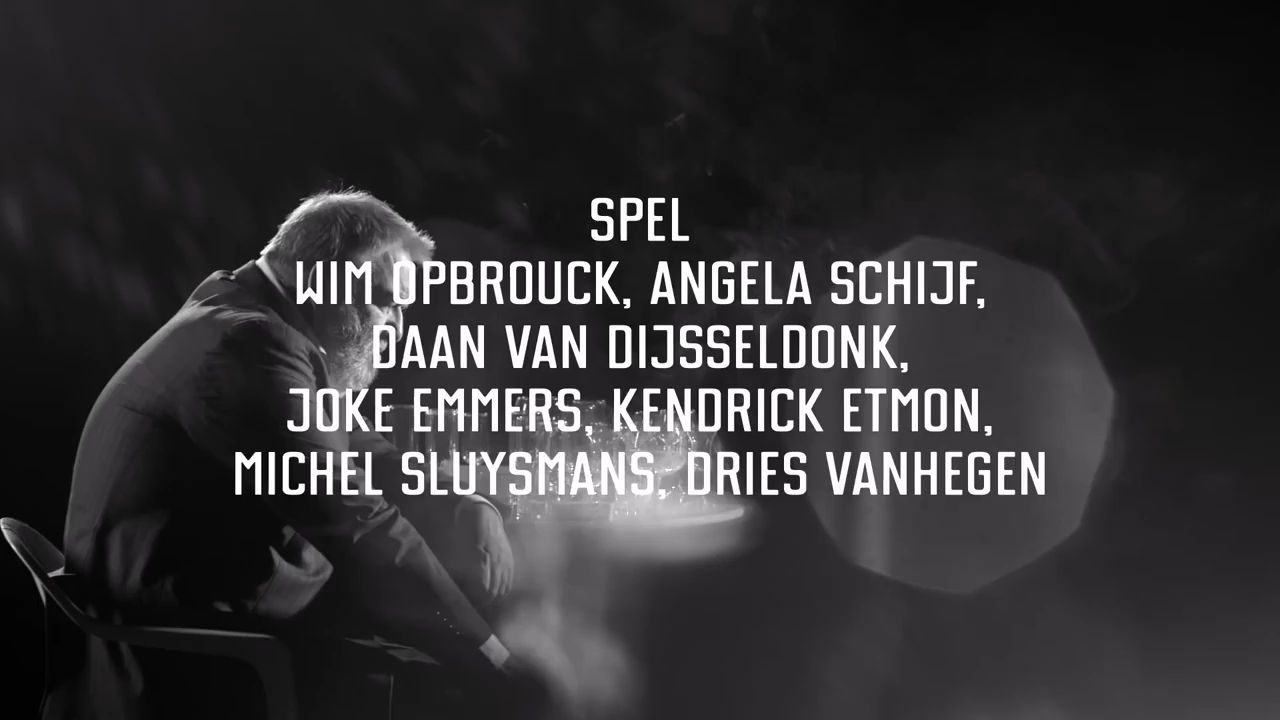 SPEL
WIM OPBROUCK, ANGELA SCHIJF,
DAAN VAN DIJSSELDONK,
JOKE EMMERS, KENDRICK ETMON,
MICHEL SLUYSMANS, DRIES VANHEGEN